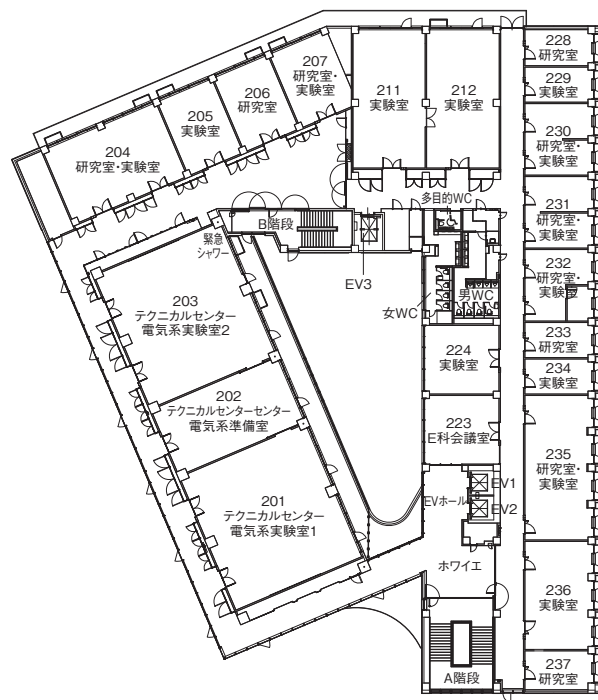 207
研究室・
実験室
206
研究室
205
実験室
204
研究室・実験室
211
実験室
212
実験室
228
研究室
229
実験室
230
研究室・
実験室
231
研究室・
実験室
232
研究室・
実験室
233
研究室
234
実験室
235
研究室・
実験室
236
実験室
237
研究室
多目的WC
B階段
緊急
シャワー
EV3
女WC
男WC
203
テクニカルセンター
電気系実験室2
202
テクニカルセンターセンター
電気系準備室
201
テクニカルセンター
電気系実験室1
224
実験室
223
E科会議室
EV1
EVホール
EV2
ホワイエ
A階段